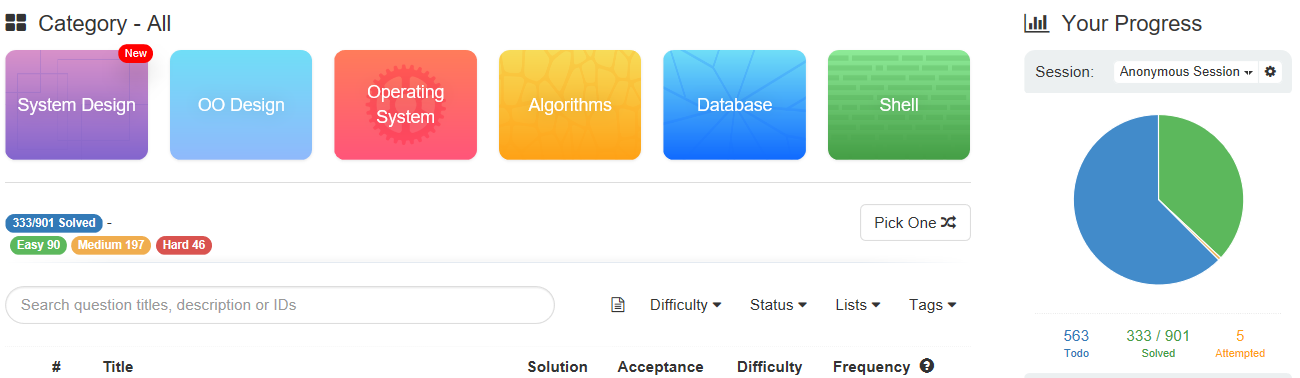 Category - All
New
System Design
OO Design
Operating
System
Algorithms
Database
Shell
333/901 Solved -
Easy 90 Medium 197 Hard 46
Pick One
Search question titles, description or IDs
Difficulty Status Lists Tags
# Title Solution Acceptance Difficulty Frequency ?
Your Progress
Session: Anonymous Session
563 333 / 901 5
Todo Solved Attempted